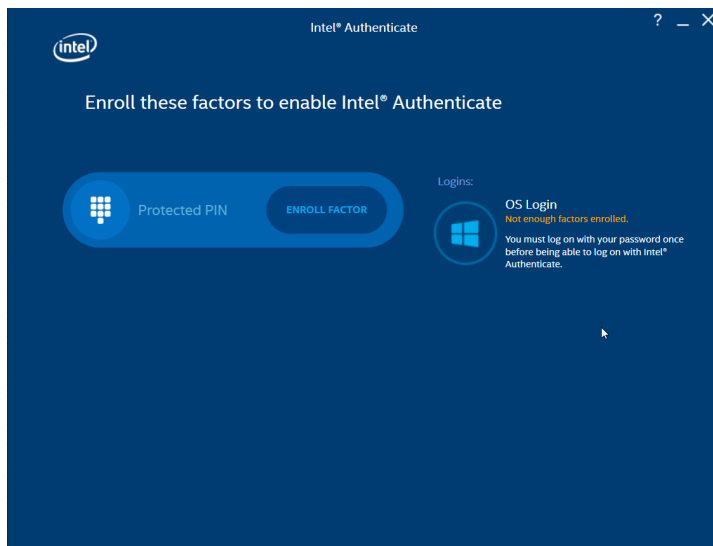 Intel® Authenticate
? _ X
intel
Enroll these factors to enable Intel® Authenticate
Protected PIN
ENROLL FACTOR
Logins:
OS Login
Not enough factors enrolled.
You must log on with your password once
before being able to log on with Intel®
Authenticate.